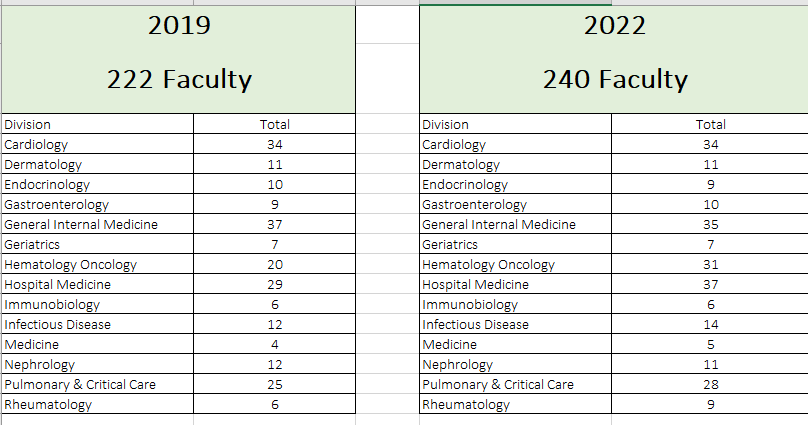 2019
222 Faculty
Division Total
Cardiology 34
Dermatology 11
Endocrinology 10
Gastroenterology 9
General Internal Medicine 37
Geriatrics 7
Hematology Oncology 20
Hospital Medicine 29
Immunobiology 6
Infectious Disease 12
Medicine 4
Nephrology 12
Pulmonary & Critical Care 25
Rheumatology 6
2022
240 Faculty
Division Total
Cardiology 34
Dermatology 11
Endocrinology 9
Gastroenterology 10
General Internal Medicine 35
Geriatrics 7
Hematology Oncology 31
Hospital Medicine 37
Immunobiology 6
Infectious Disease 14
Medicine 5
Nephrology 11
Pulmonary & Critical Care 28
Rheumatology 9